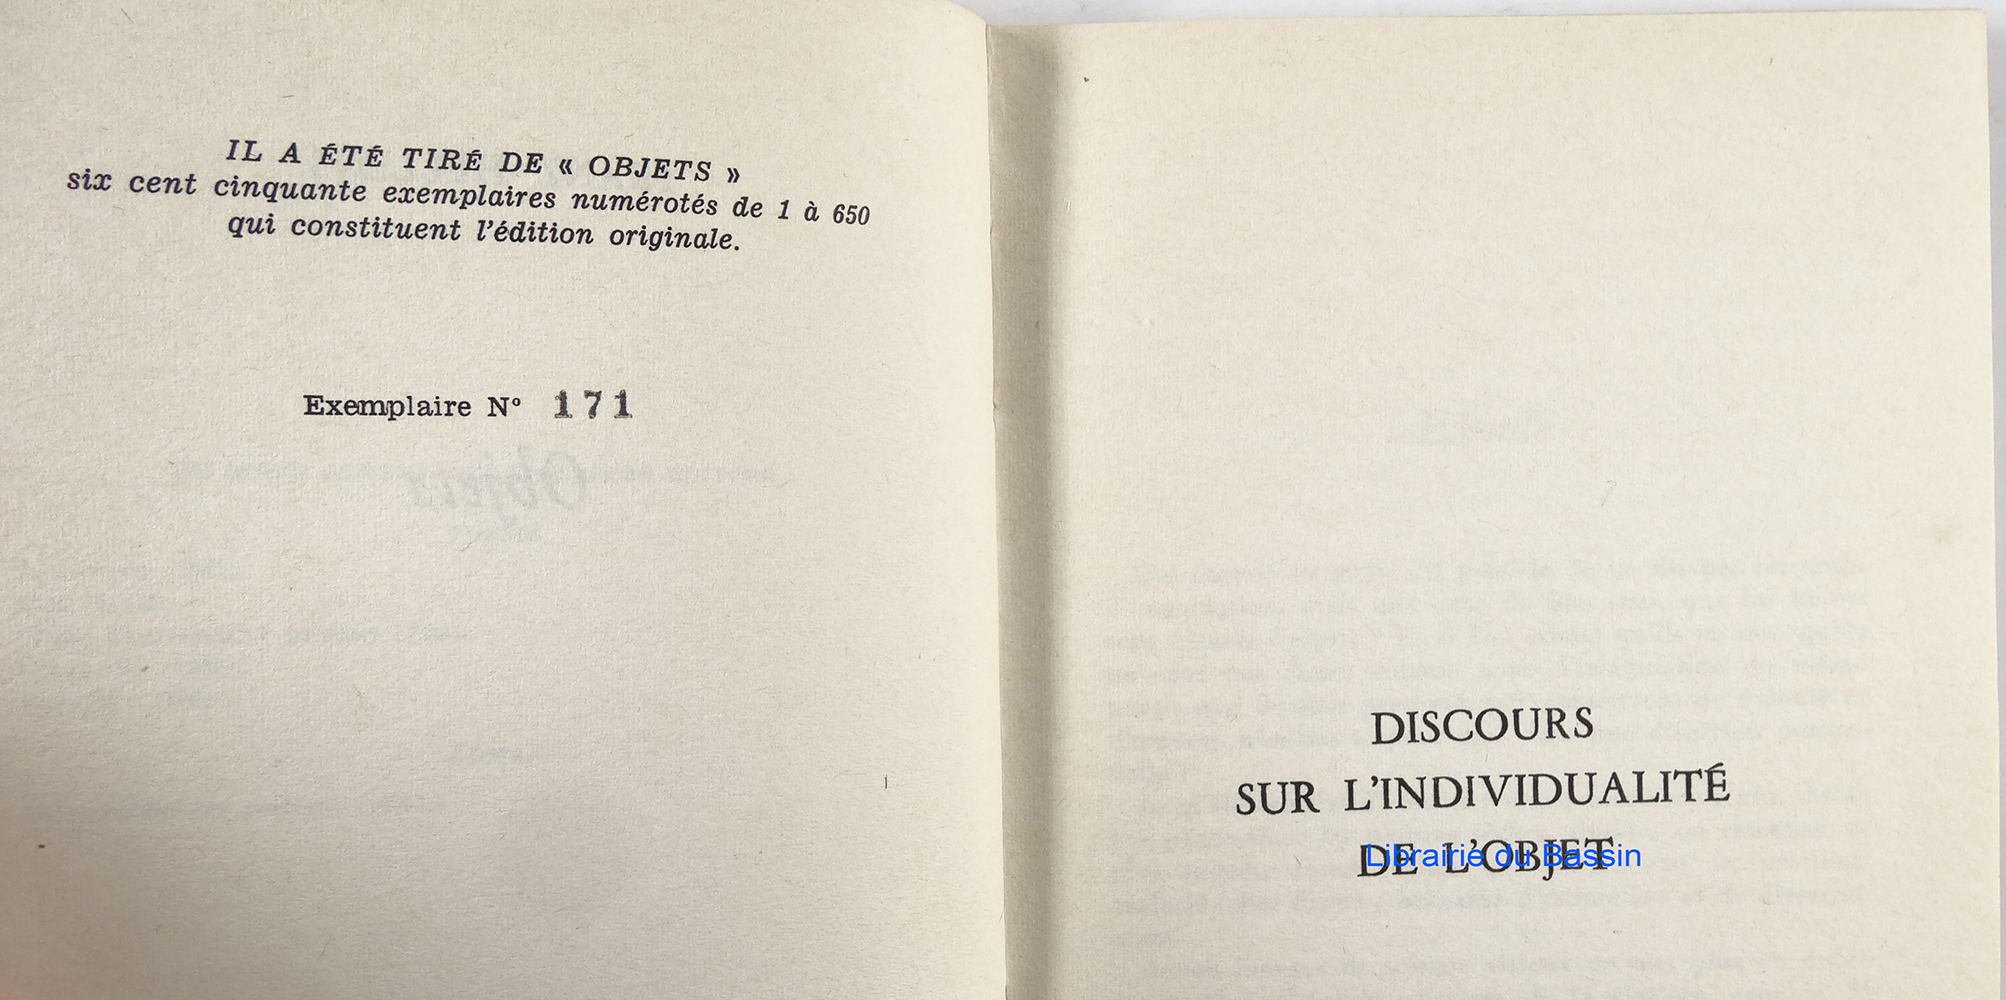 IL A ÉTÉ TIRÉ DE « OBJETS »
six cent cinquante exemplaires numérotés de 1 à 650
qui constituent l'édition originale.
Exemplaire N° 171
Objets
DISCOURS
SUR L'INDIVIDUALITÉ
DE L'OBJET
Librairie du Bassin